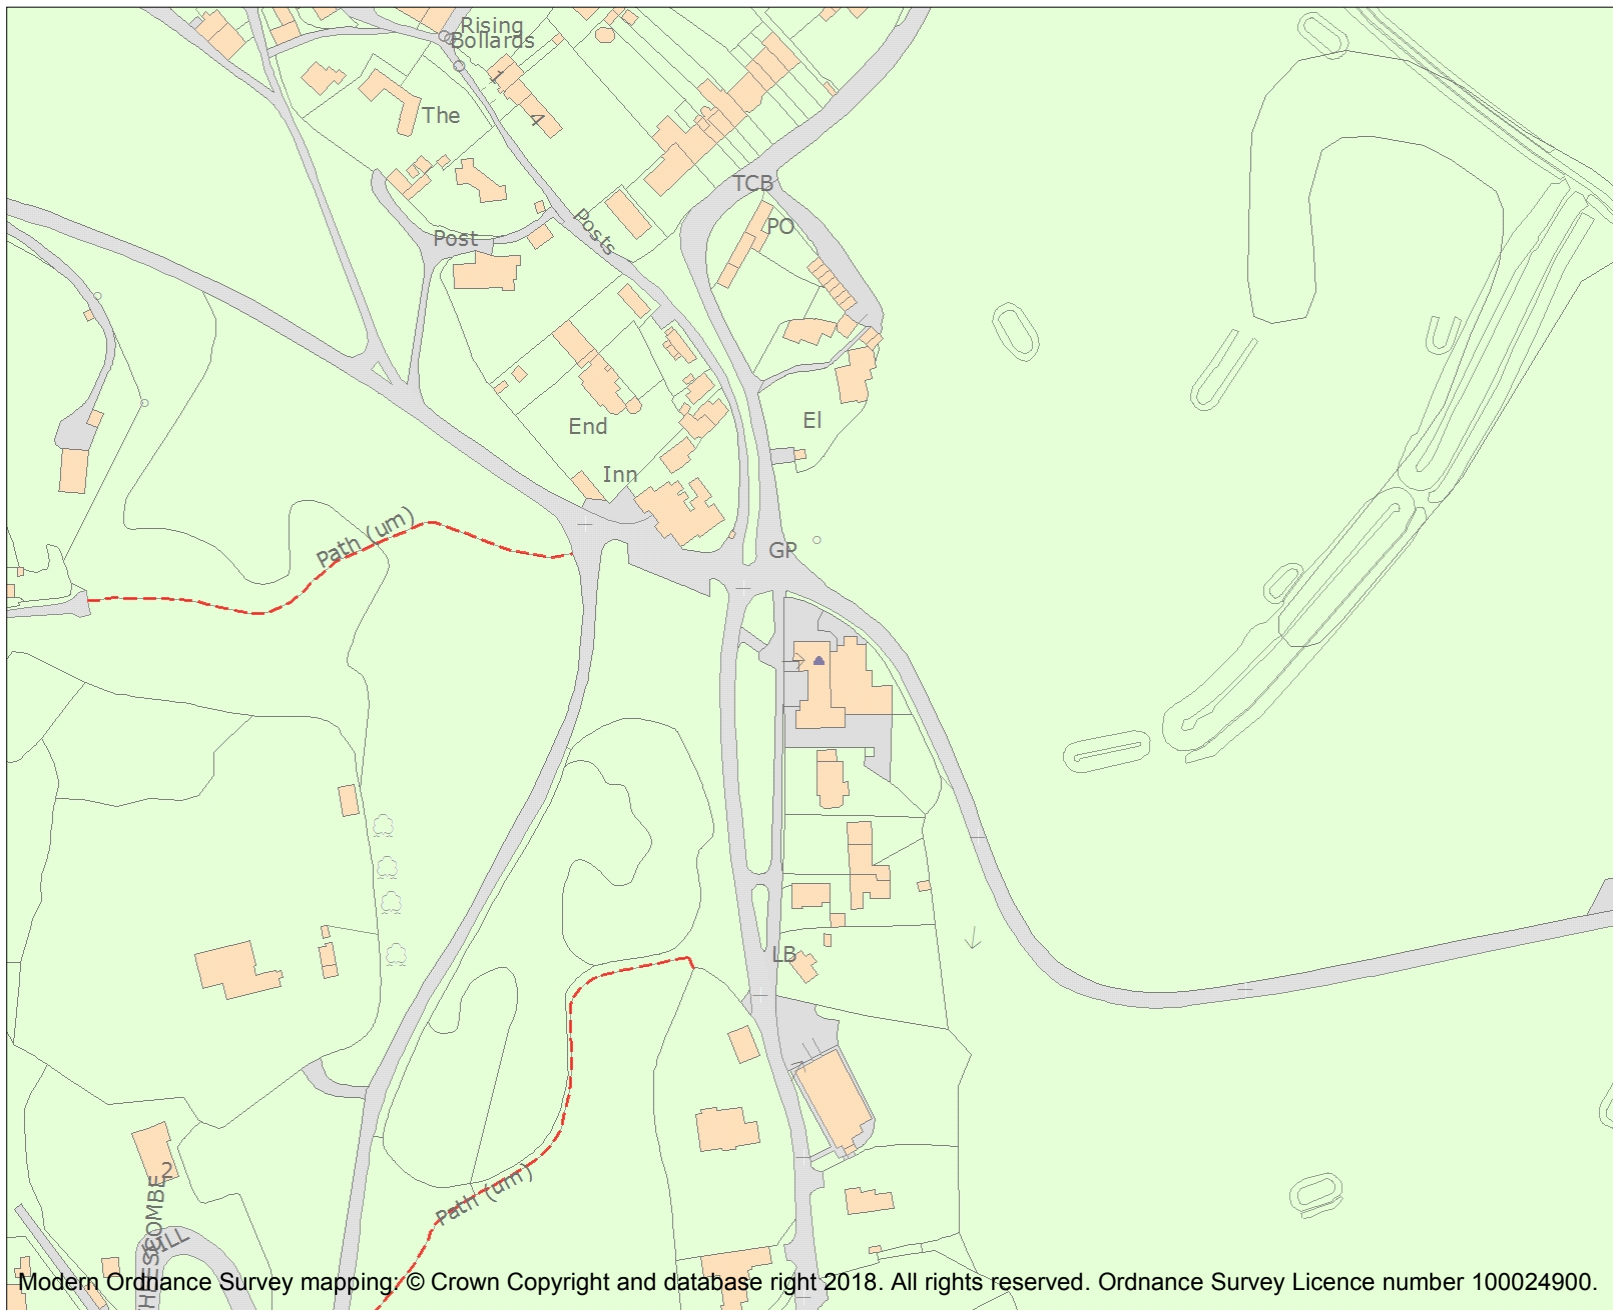 Rising
Bollards
1
The
4
TCB
Posts
PO
Post
El
End
Inn
Path (um)
GP
LB
Path (um)
2
HILL
Modern Ordnance Survey mapping: © Crown Copyright and database right 2018. All rights reserved. Ordnance Survey Licence number 100024900.